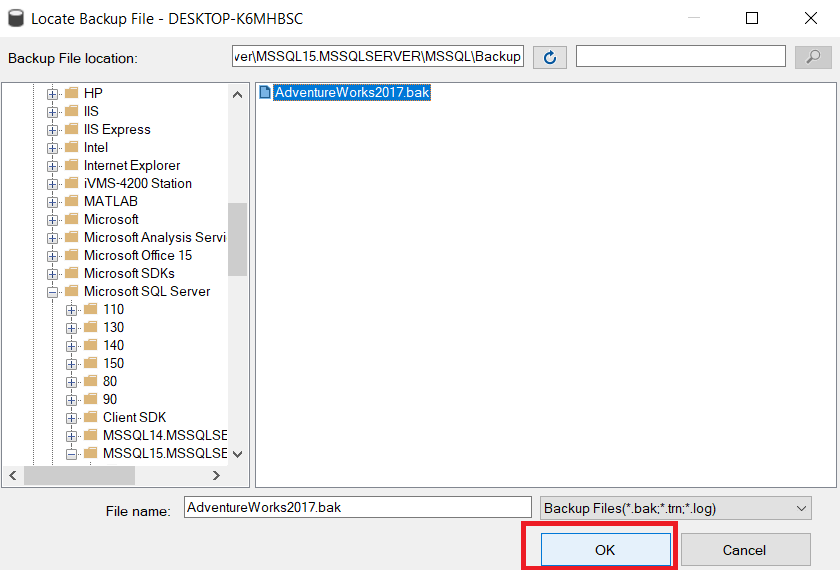 Locate Backup File - DESKTOP-K6MHBSC
Backup File location:
ver\MSSQL15.MSSQLSERVER\MSSQL\Backup
HP
IIS
IIS Express
Intel
Internet Explorer
iVMS-4200 Station
MATLAB
Microsoft
Microsoft Analysis Servi
Microsoft Office 15
Microsoft SDKs
Microsoft SQL Server
110
130
140
150
80
90
Client SDK
MSSQL14.MSSQLSE
MSSQL15.MSSQLSE
AdventureWorks2017.bak
File name:
AdventureWorks2017.bak
Backup Files(*.bak;*.trn;*.log)
OK
Cancel